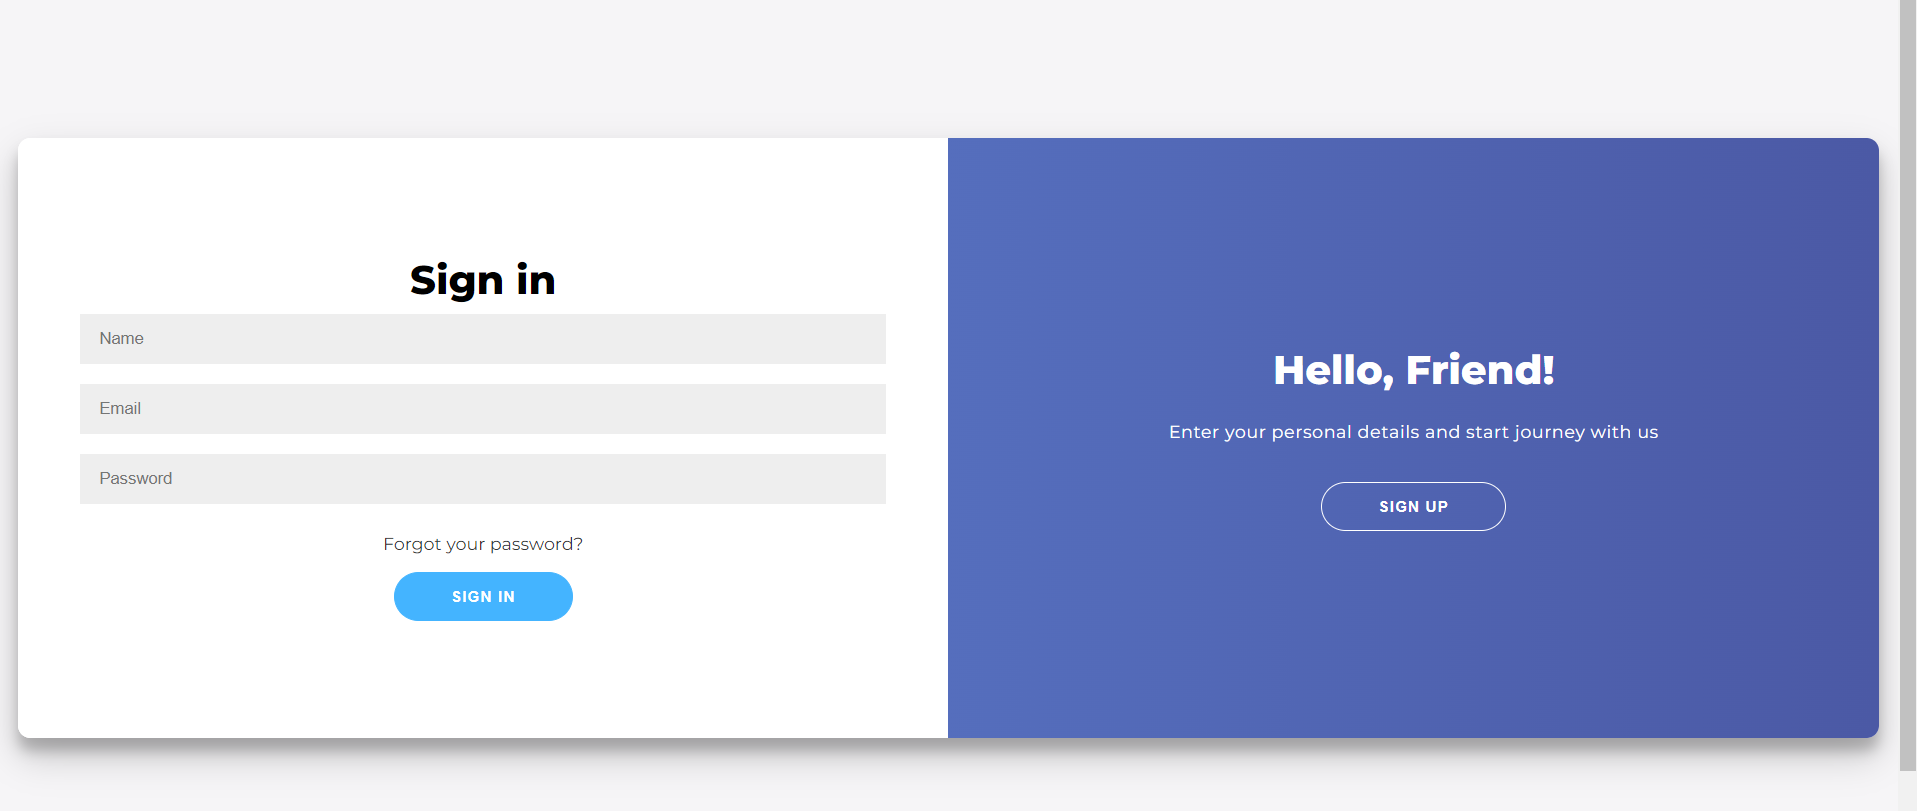 Sign in
Name
Email
Password
Forgot your password?
SIGN IN
Hello, Friend!
Enter your personal details and start journey with us
SIGN UP